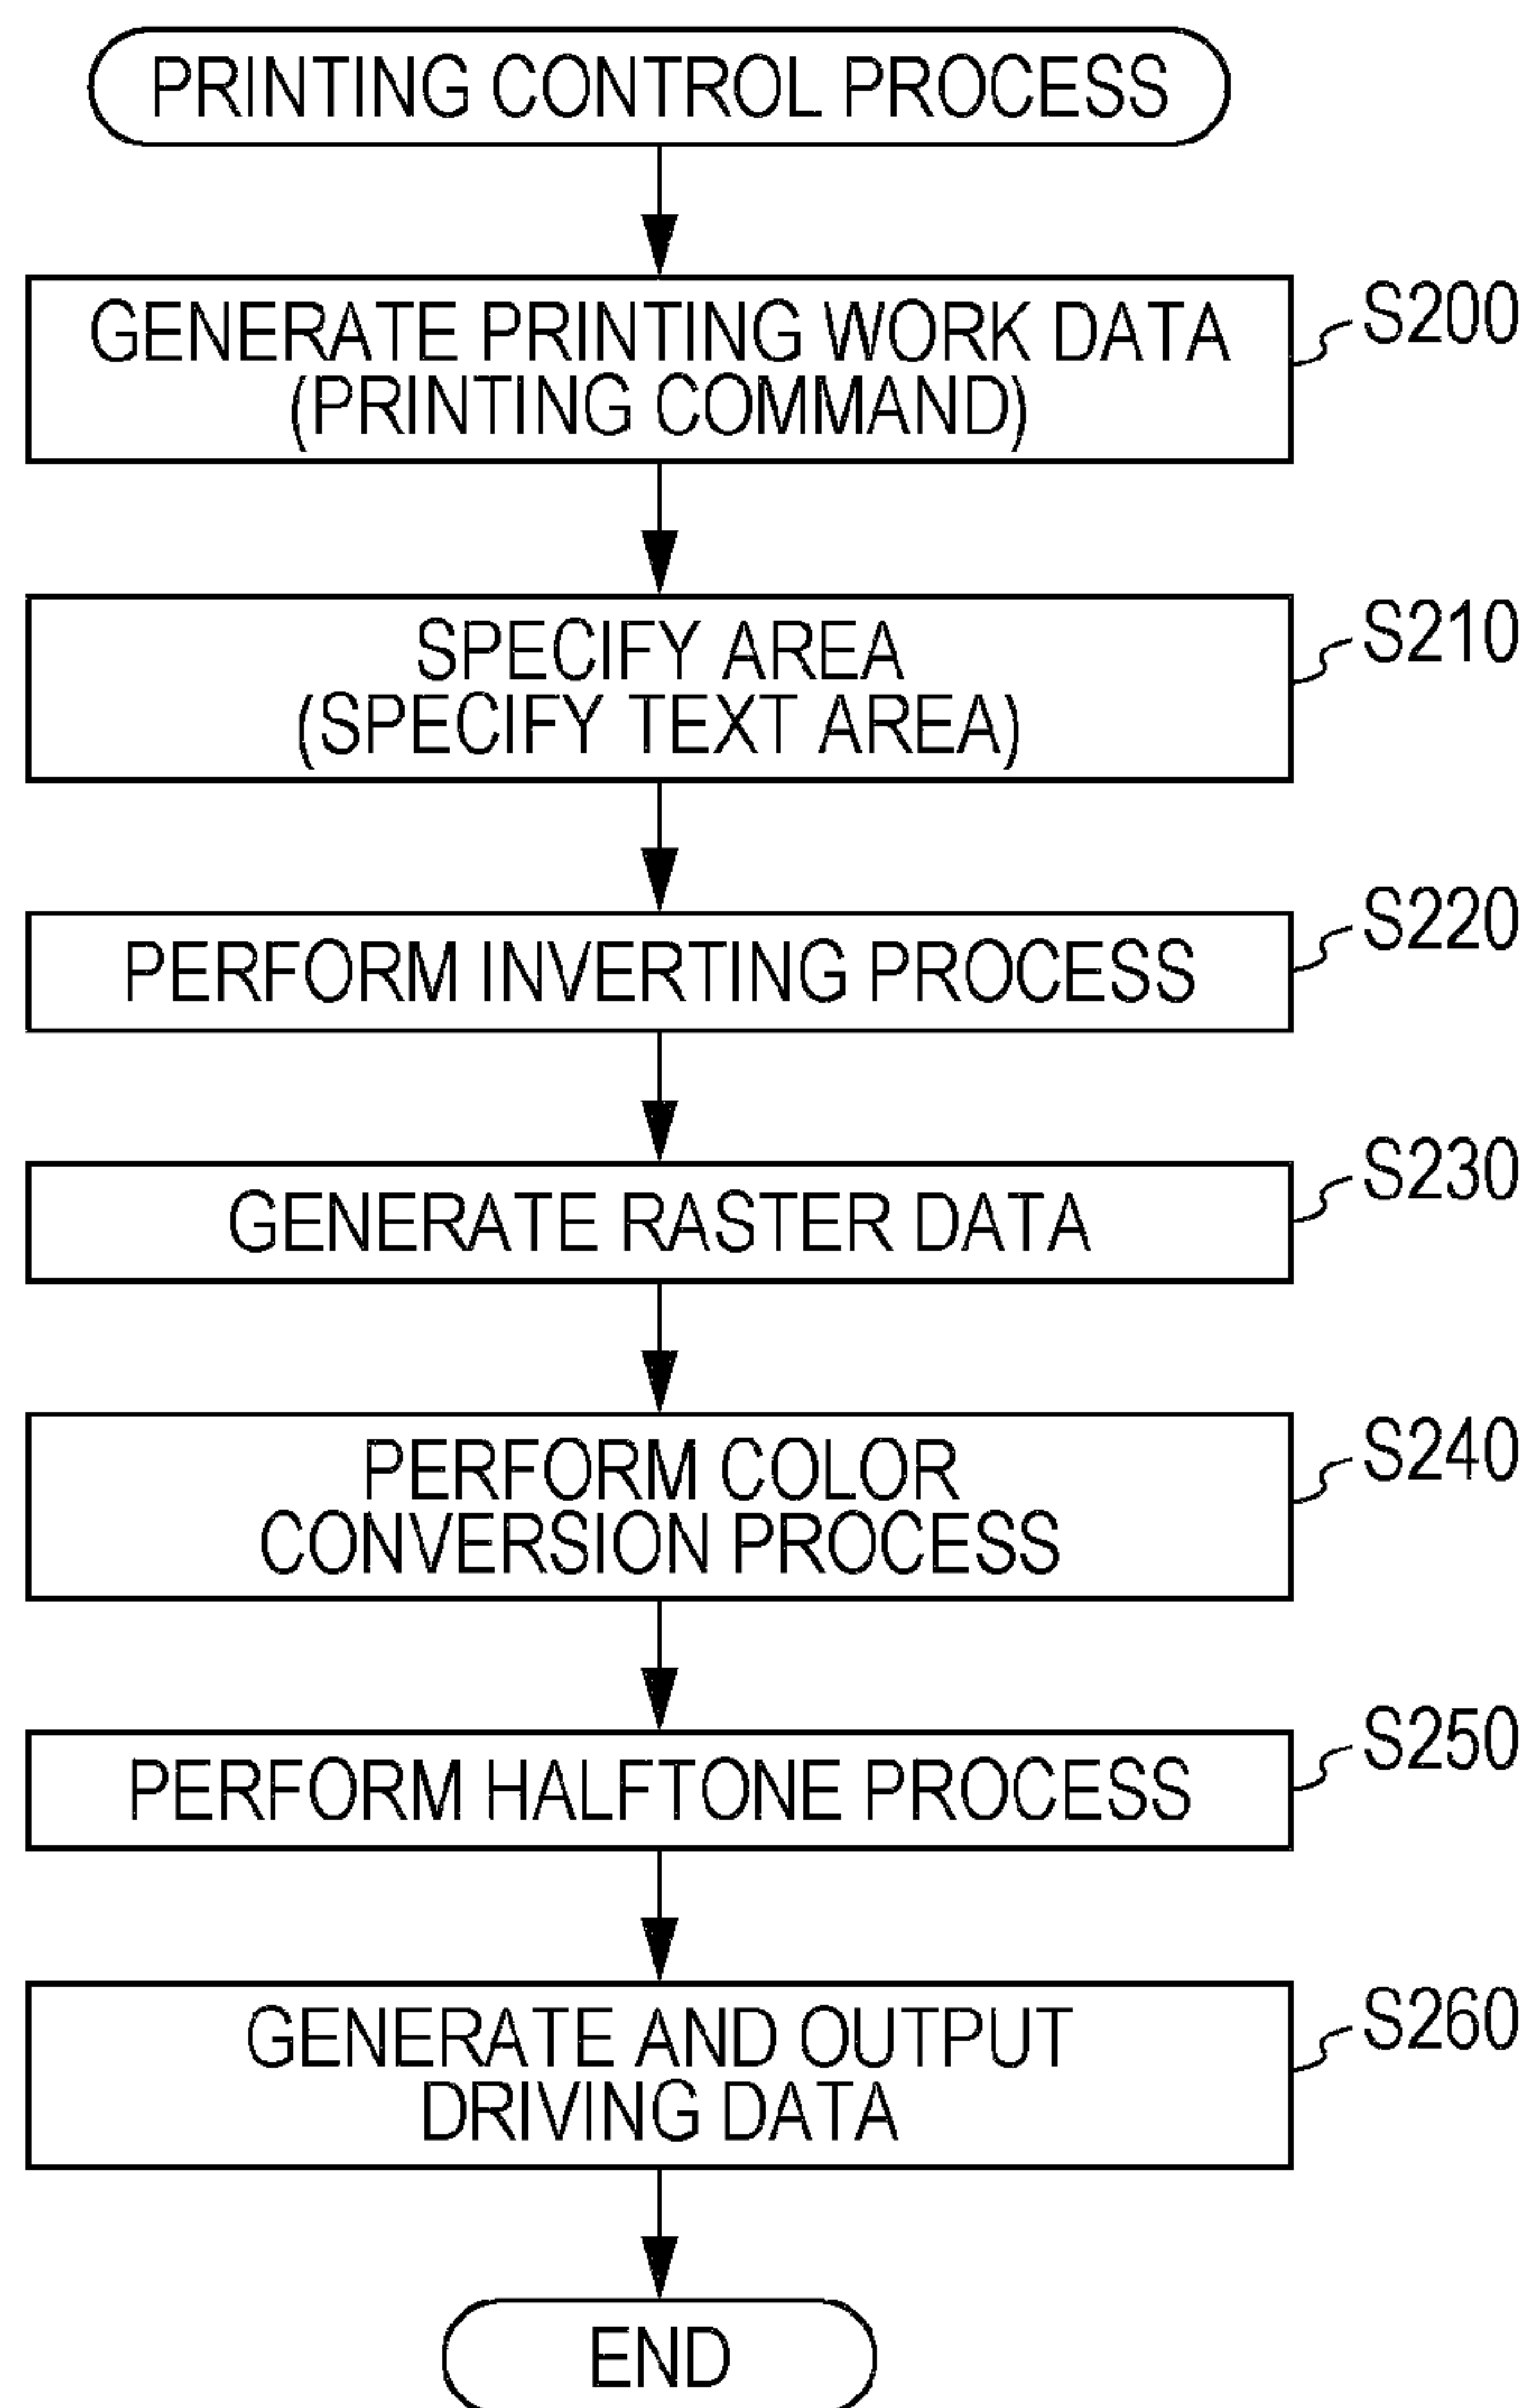 PRINTING CONTROL PROCESS
GENERATE PRINTING WORK DATA
(PRINTING COMMAND)
S200
SPECIFY AREA
(SPECIFY TEXT AREA)
S210
PERFORM INVERTING PROCESS
S220
GENERATE RASTER DATA
S230
PERFORM COLOR
CONVERSION PROCESS
S240
PERFORM HALFTONE PROCESS
S250
GENERATE AND OUTPUT
DRIVING DATA
S260
END